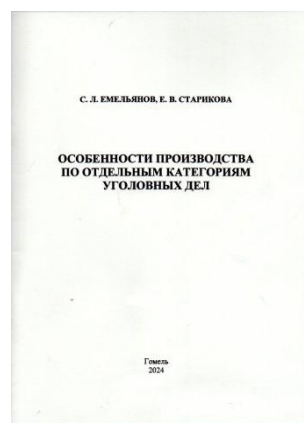 С. Л. ЕМЕЛЬЯНОВ, Е. В. СТАРИКОВА
ОСОБЕННОСТИ ПРОИЗВОДСТВА
ПО ОТДЕЛЬНЫМ КАТЕГОРИЯМ
УГОЛОВНЫХ ДЕЛ
Гомель
2024